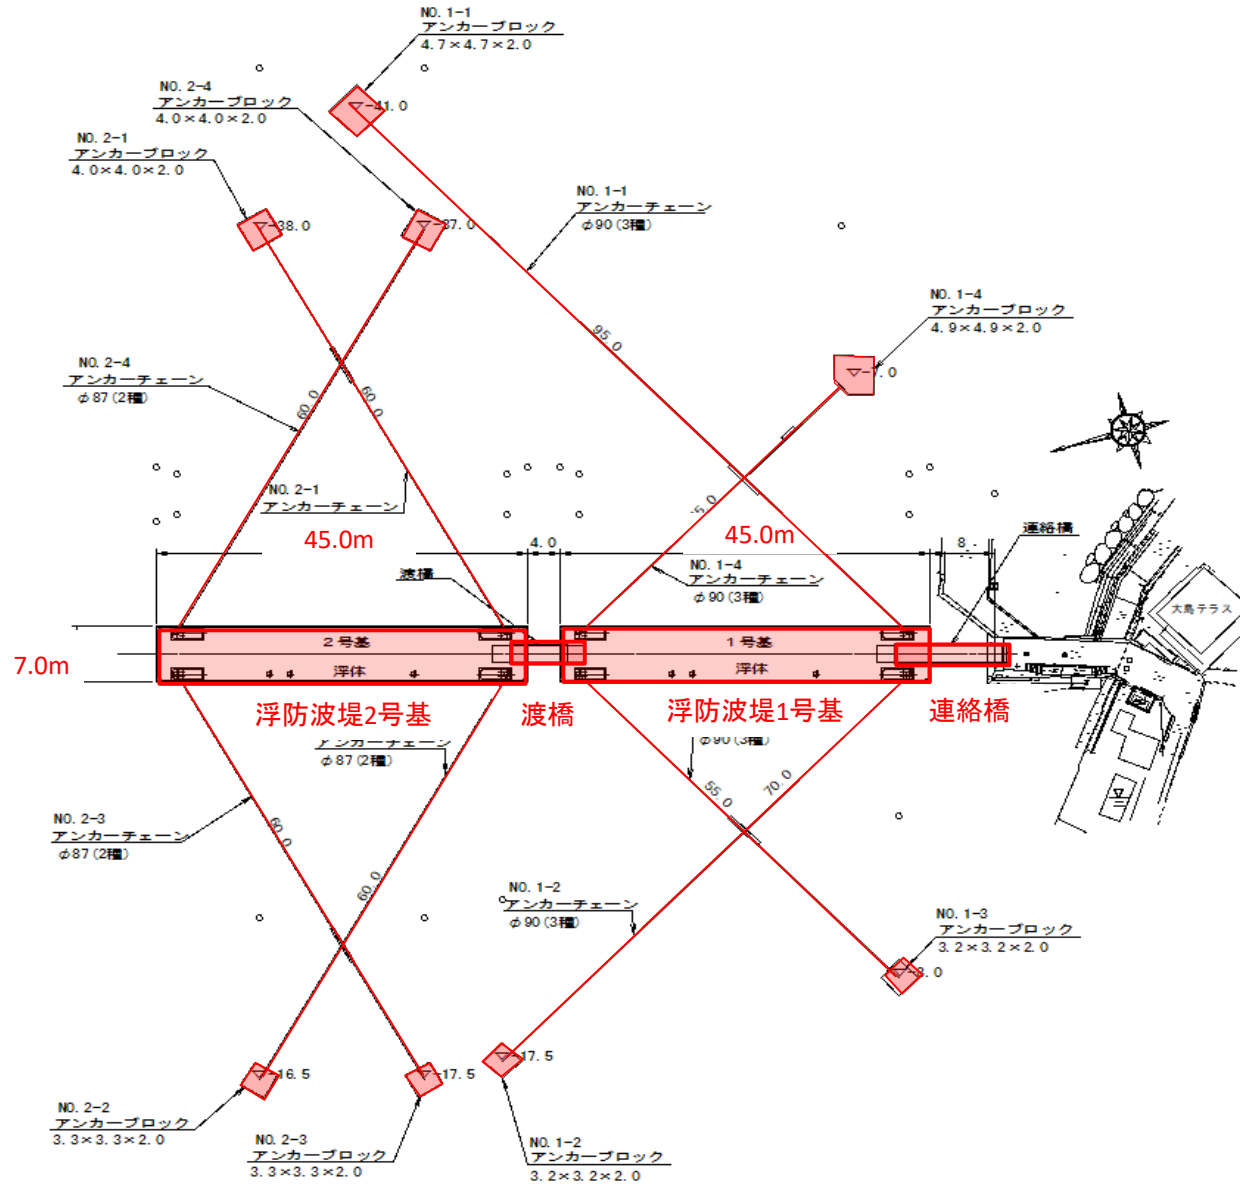 NO. 1-1
アンカーブロック
4.7×4.7×2.0
NO. 2-4
アンカーブロック
4.0×4.0×2.0
-41.0
NO. 2-1
アンカーブロック
4.0×4.0×2.0
NO. 1-1
アンカーチェーン
φ90(3種)
-38.0
-37.0
NO. 1-4
アンカーブロック
4.9×4.9×2.0
95.0
NO. 2-4
アンカーチェーン
φ87(2種)
60.0
60.0
NO. 2-1
アンカーチェーン
45.0m
4.0
45.0m
8.
連絡橋
渡橋
NO. 1-4
アンカーチェーン
φ90(3種)
大島テラス
7.0m
2号基
浮体
1号基
浮体
浮防波堤2号基
渡橋
浮防波堤1号基
連絡橋
アンカーチェーン
φ87(2種)
φ90(3種)
55.0
70.0
NO. 2-3
アンカーチェーン
φ87(2種)
60.0
60.0
NO. 1-2
アンカーチェーン
φ90(3種)
NO. 1-3
アンカーブロック
3.2×3.2×2.0
-17.5
-16.5
-17.5
NO. 2-2
アンカーブロック
3.3×3.3×2.0
NO. 2-3
アンカーブロック
3.3×3.3×2.0
NO. 1-2
アンカーブロック
3.2×3.2×2.0